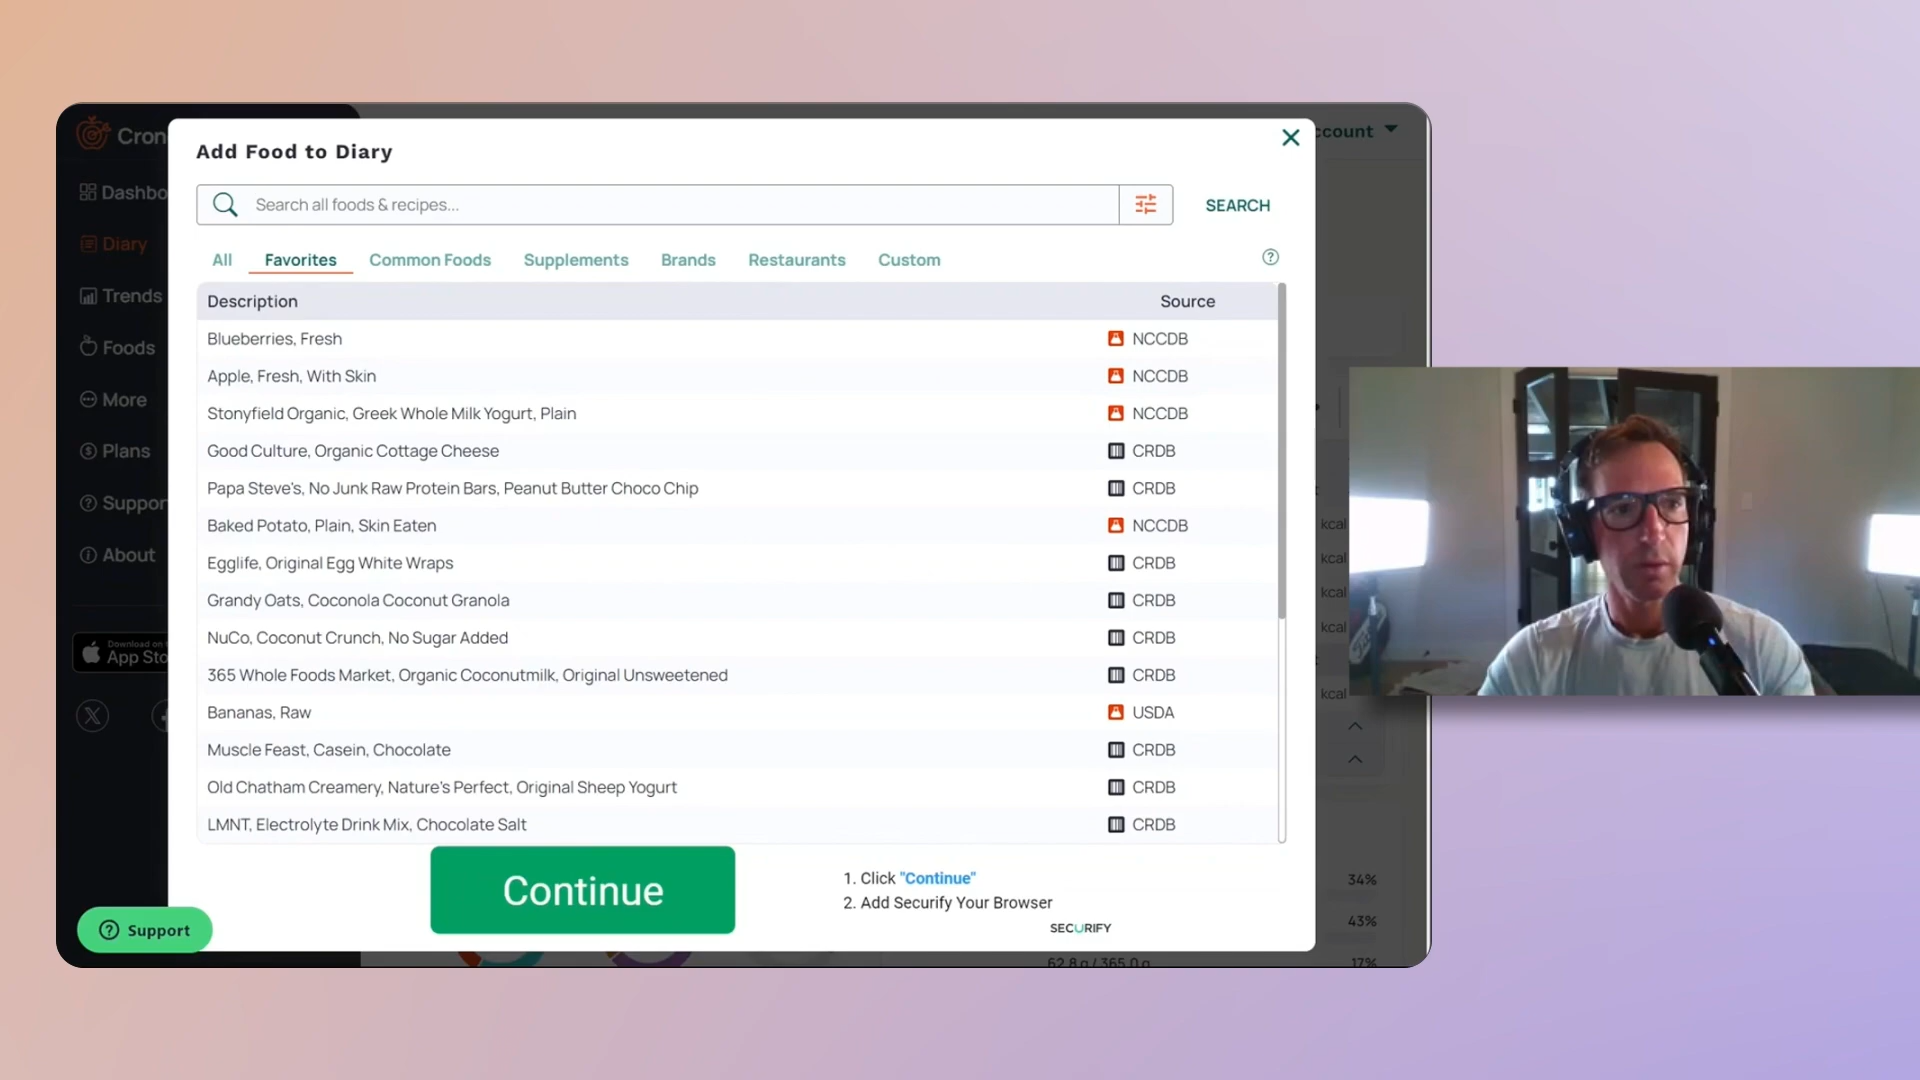 Cron
Dashbo
Diary
Trends
Foods
More
Plans
Suppor
About
Download on t
App Sto
Support
ccount
Add Food to Diary
Search all foods & recipes...
SEARCH
All
Favorites
Common Foods
Supplements
Brands
Restaurants
Custom
Description
Source
Blueberries, Fresh
NCCDB
Apple, Fresh, With Skin
NCCDB
Stonyfield Organic, Greek Whole Milk Yogurt, Plain
NCCDB
Good Culture, Organic Cottage Cheese
CRDB
Papa Steve's, No Junk Raw Protein Bars, Peanut Butter Choco Chip
CRDB
Baked Potato, Plain, Skin Eaten
NCCDB
Egglife, Original Egg White Wraps
CRDB
Grandy Oats, Coconola Coconut Granola
CRDB
NuCo, Coconut Crunch, No Sugar Added
CRDB
365 Whole Foods Market, Organic Coconutmilk, Original Unsweetened
CRDB
Bananas, Raw
USDA
Muscle Feast, Casein, Chocolate
CRDB
Old Chatham Creamery, Nature's Perfect, Original Sheep Yogurt
CRDB
LMNT, Electrolyte Drink Mix, Chocolate Salt
CRDB
Continue
1. Click "Continue"
2. Add Securify Your Browser
SECURIFY
kcal
kcal
kcal
kcal
kcal
34%
43%
62.8 g / 365.0 g
17%